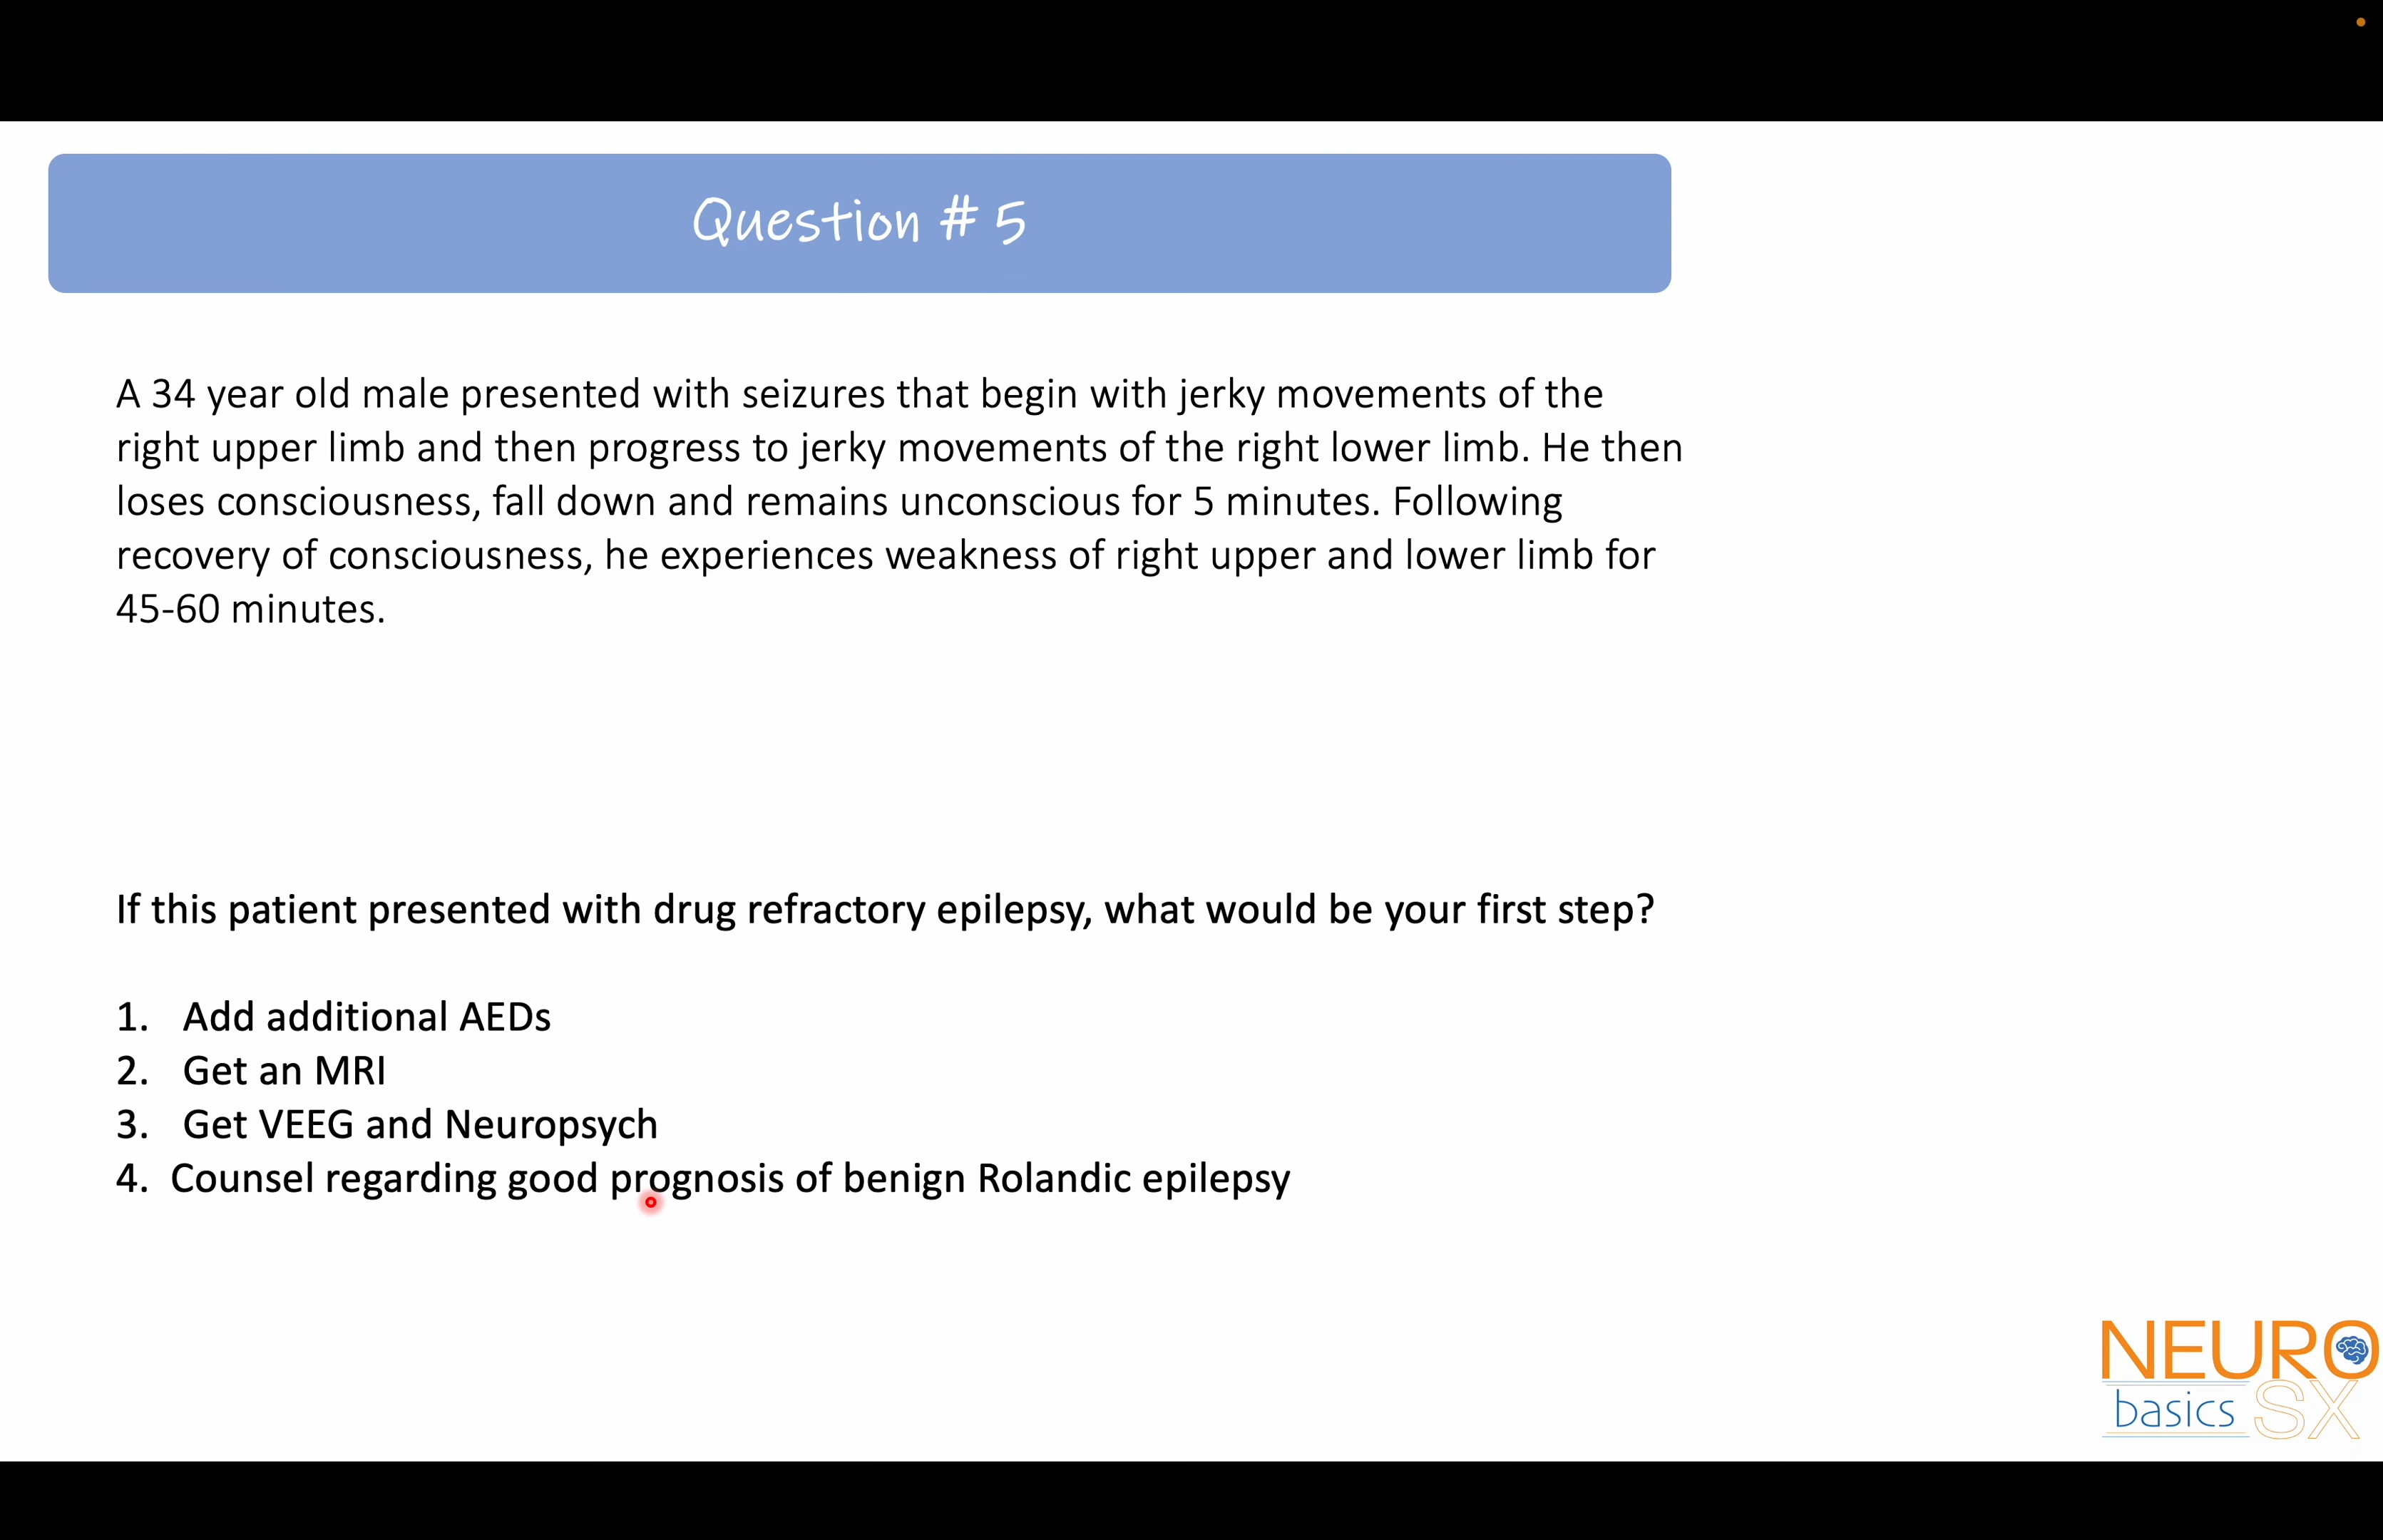 Question # 5
A 34 year old male presented with seizures that begin with jerky movements of the
right upper limb and then progress to jerky movements of the right lower limb. He then
loses consciousness, fall down and remains unconscious for 5 minutes. Following
recovery of consciousness, he experiences weakness of right upper and lower limb for
45-60 minutes.
If this patient presented with drug refractory epilepsy, what would be your first step?
1. Add additional AEDs
2. Get an MRI
3. Get VEEG and Neuropsych
4. Counsel regarding good prognosis of benign Rolandic epilepsy
NEURO
basics SX